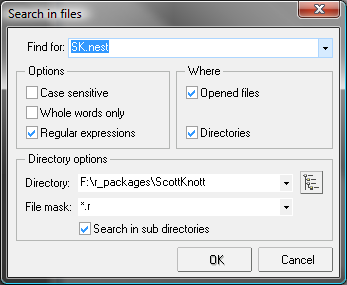 Search in files
Find for: SK.nest
Options
Where
Case sensitive
Opened files
Whole words only
Regular expressions
Directories
Directory options
Directory: F:\r_packages\ScottKnott
File mask: *.r
Search in sub directories
OK
Cancel